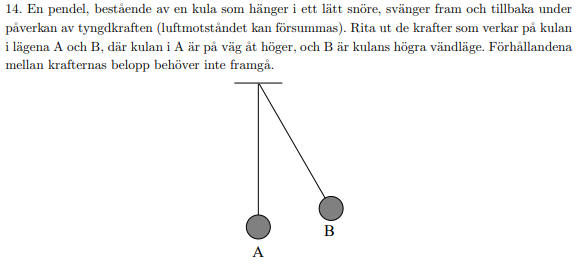 14. En pendel, bestående av en kula som hänger i ett lätt snöre, svänger fram och tillbaka under
påverkan av tyngdkraften (luftmotståndet kan försummas). Rita ut de krafter som verkar på kulan
i lägena A och B, där kulan i A är på väg åt höger, och B är kulans högra vändläge. Förhållandena
mellan krafternas belopp behöver inte framgå.
B
A